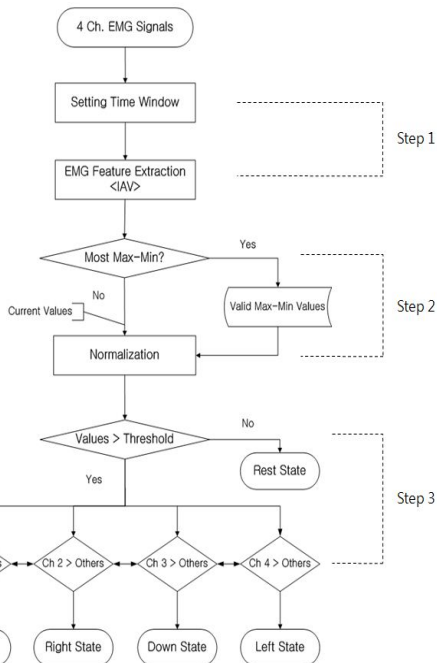 4 Ch. EMG Signals
Setting Time Window
Step 1
EMG Feature Extraction
<IAV>
Most Max-Min?
Yes
No
Current Values
Valid Max-Min Values
Step 2
Normalization
Values > Threshold
No
Rest State
Yes
Step 3
Ch 2 > Others
Ch 3 > Others
Ch 4 > Others
Right State
Down State
Left State